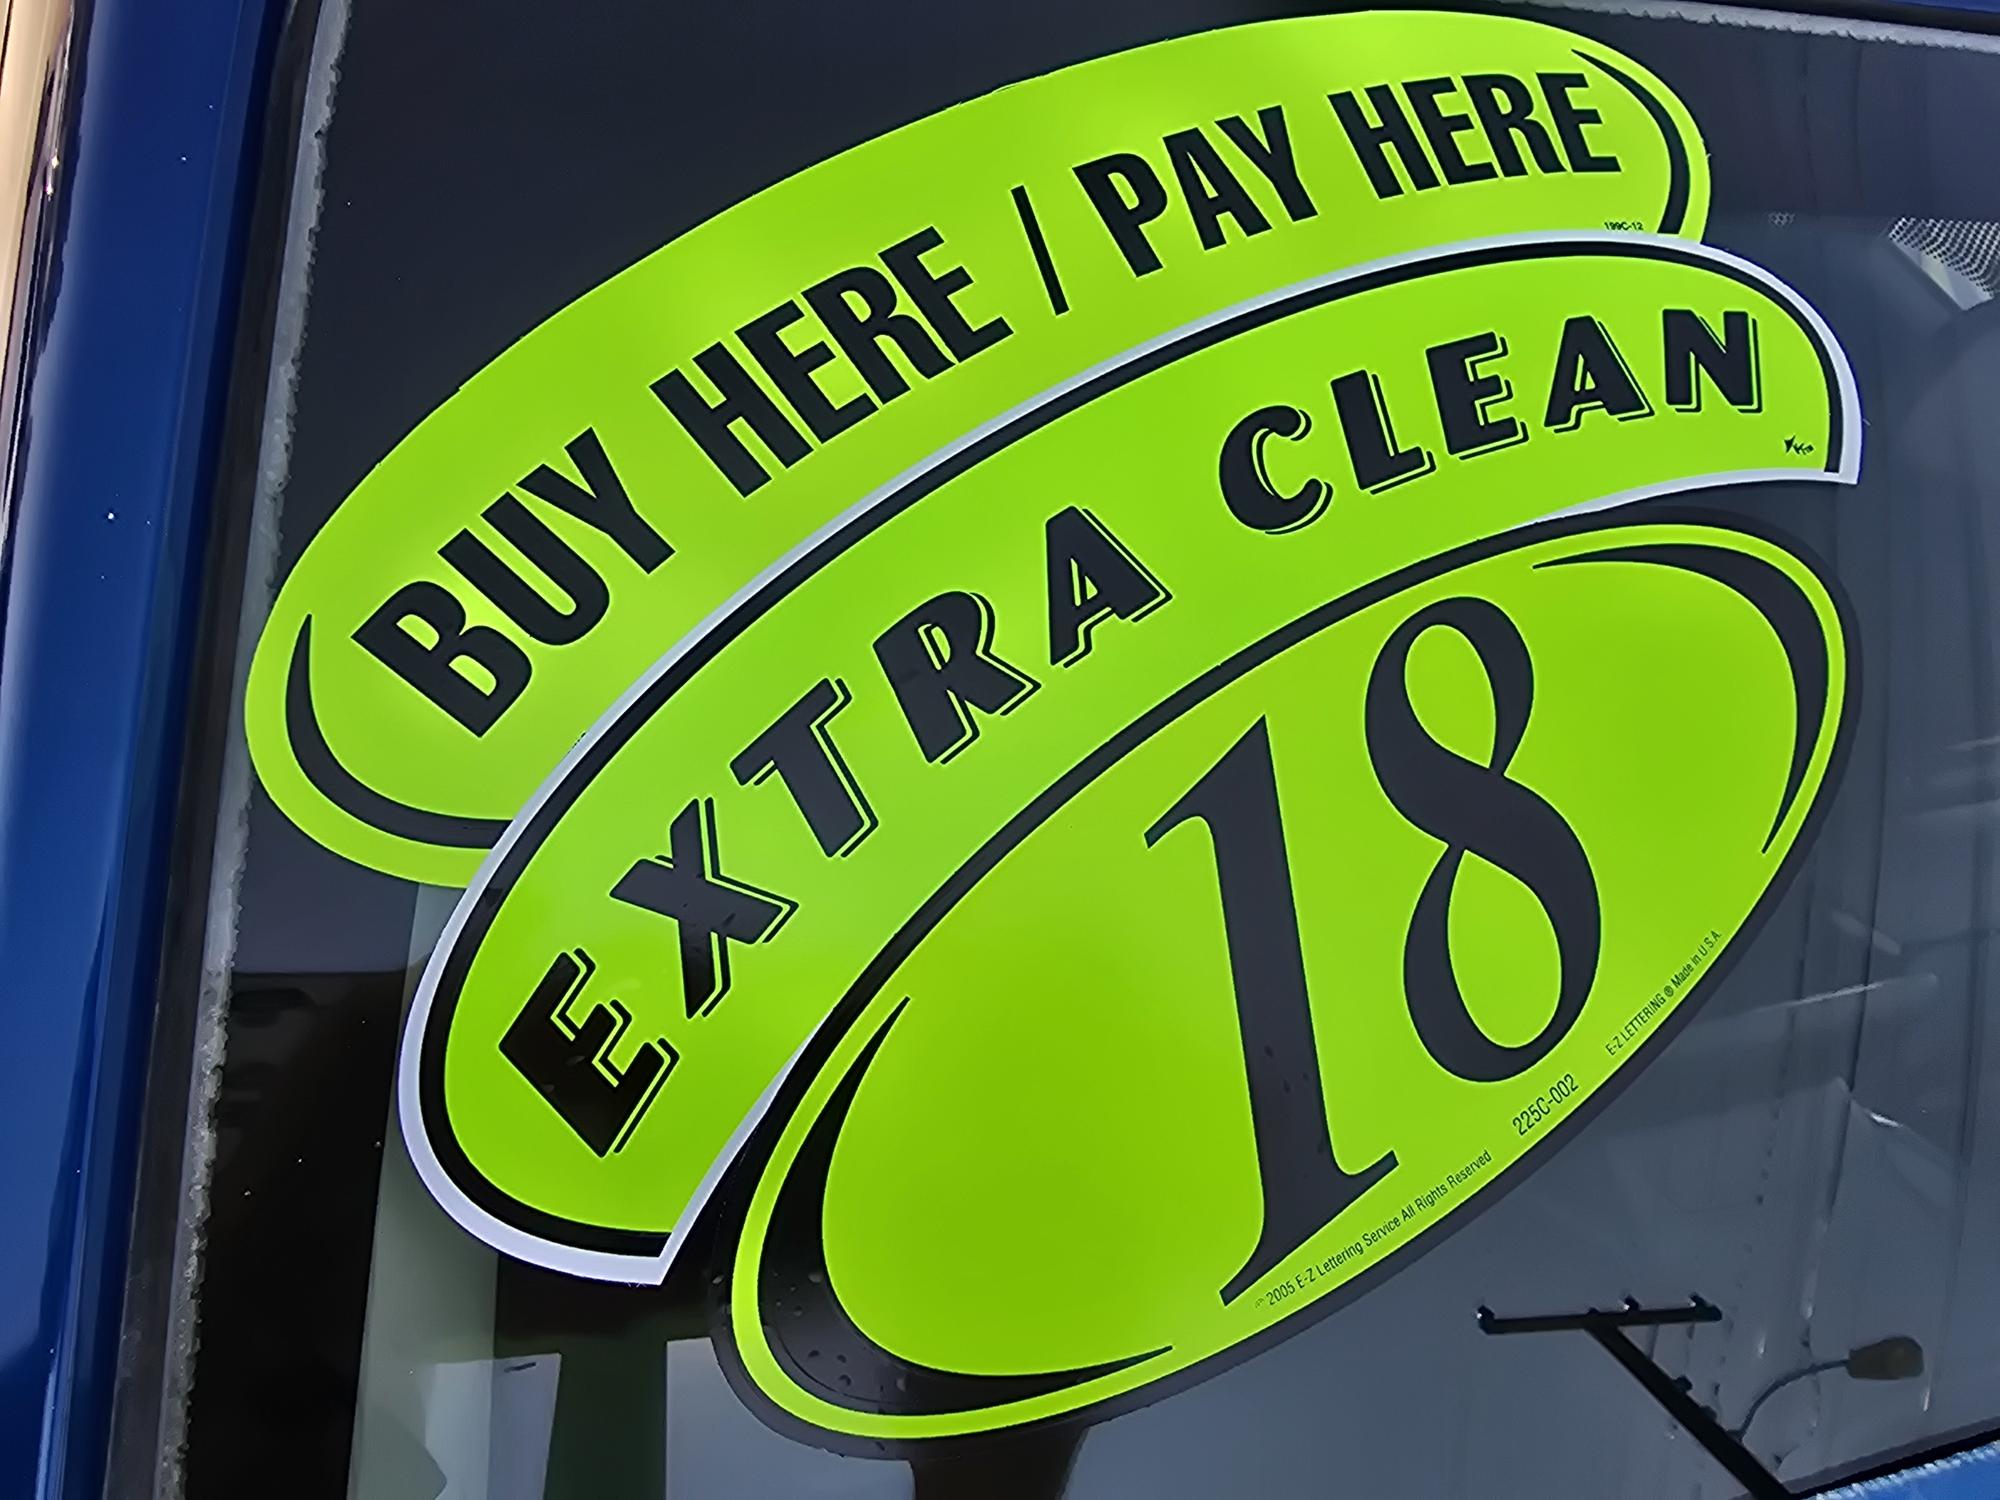 BUY HERE / PAY HERE
199C-12
EXTRA CLEAN
18
E-Z LETTERING ® Made in U.S.A.
225C-002
2005 E-Z Lettering Service All Rights Reserved